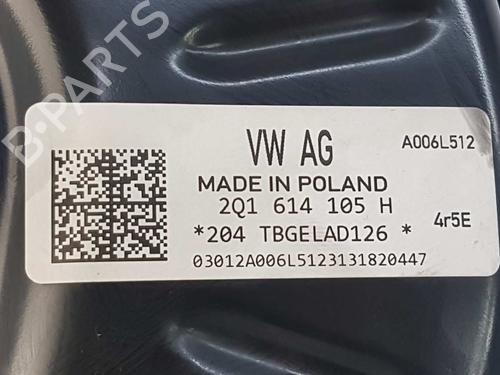 B-PARTS
VW AG
A006L512
MADE IN POLAND
2Q1 614 105 H
4r5E
*204 TBGELAD126 *
03012A006L5123131820447